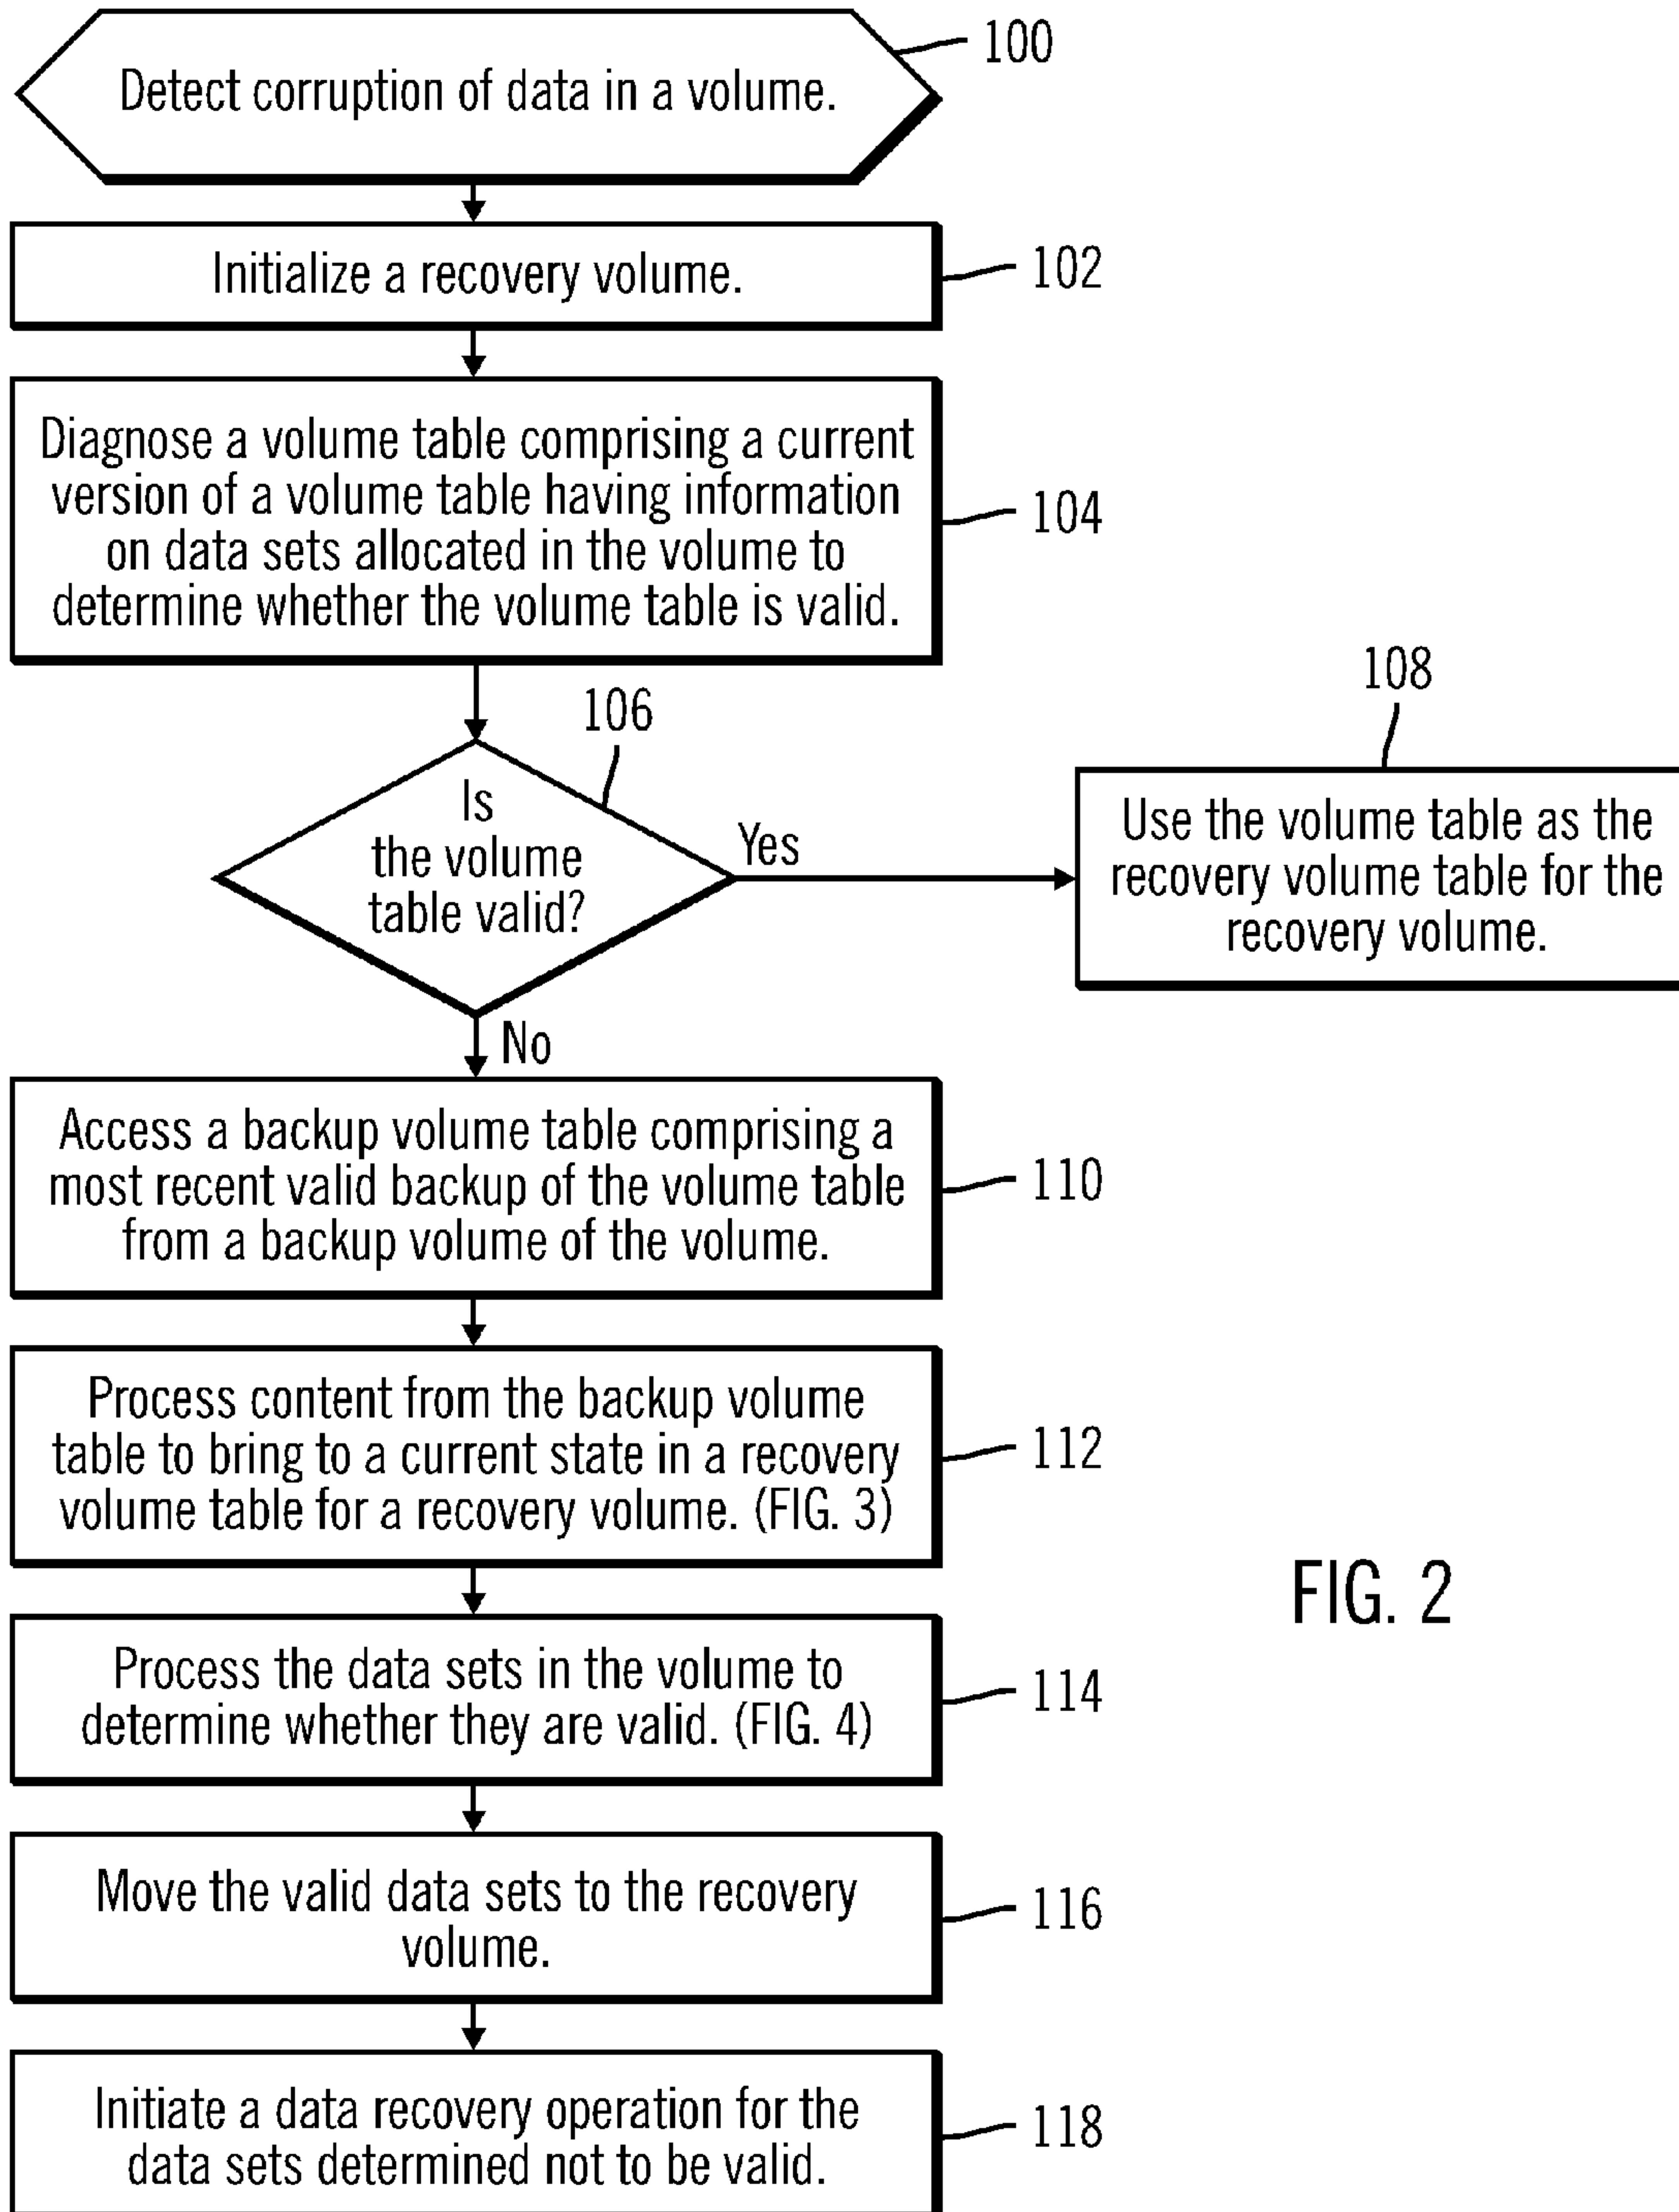 Detect corruption of data in a volume.
100
Initialize a recovery volume.
102
Diagnose a volume table comprising a current
version of a volume table having information
on data sets allocated in the volume to
determine whether the volume table is valid.
104
106
Is
the volume
table valid?
Yes
108
Use the volume table as the
recovery volume table for the
recovery volume.
No
Access a backup volume table comprising a
most recent valid backup of the volume table
from a backup volume of the volume.
110
Process content from the backup volume
table to bring to a current state in a recovery
volume table for a recovery volume. (FIG. 3)
112
FIG. 2
Process the data sets in the volume to
determine whether they are valid. (FIG. 4)
114
Move the valid data sets to the recovery
volume.
116
Initiate a data recovery operation for the
data sets determined not to be valid.
118